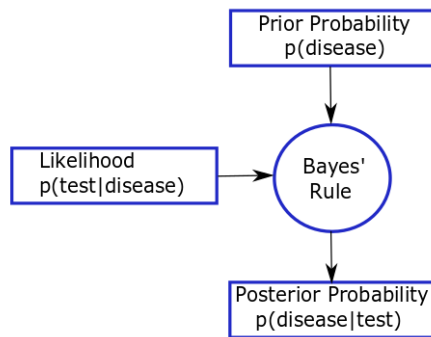 Prior Probability
p(disease)
Likelihood
p(test|disease)
Bayes'
Rule
Posterior Probability
p(disease|test)